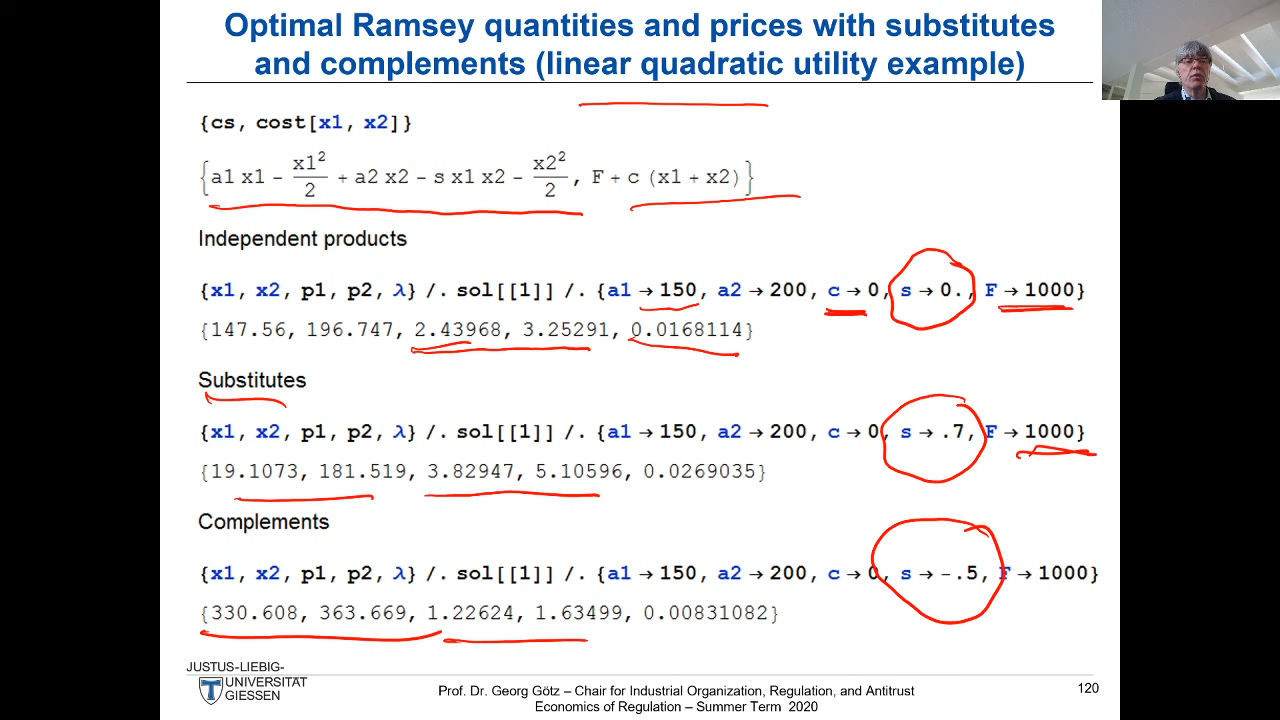 Optimal Ramsey quantities and prices with substitutes
and complements (linear quadratic utility example)
{cs, cost[x1, x2]}
{a1 x1 − x1²/2 + a2 x2 − s x1 x2 − x2²/2, F + c (x1 + x2)}
Independent products
{x1, x2, p1, p2, λ} /. sol[[1]] /. {a1 → 150, a2 → 200, c → 0, s → 0., F → 1000}
{147.56, 196.747, 2.43968, 3.25291, 0.0168114}
Substitutes
{x1, x2, p1, p2, λ} /. sol[[1]] /. {a1 → 150, a2 → 200, c → 0, s → .7, F → 1000}
{19.1073, 181.519, 3.82947, 5.10596, 0.0269035}
Complements
{x1, x2, p1, p2, λ} /. sol[[1]] /. {a1 → 150, a2 → 200, c → 0, s → -.5, F → 1000}
{330.608, 363.669, 1.22624, 1.63499, 0.00831082}
JUSTUS-LIEBIG-
UNIVERSITÄT
GIESSEN
Prof. Dr. Georg Götz – Chair for Industrial Organization, Regulation, and Antitrust
Economics of Regulation – Summer Term 2020
120